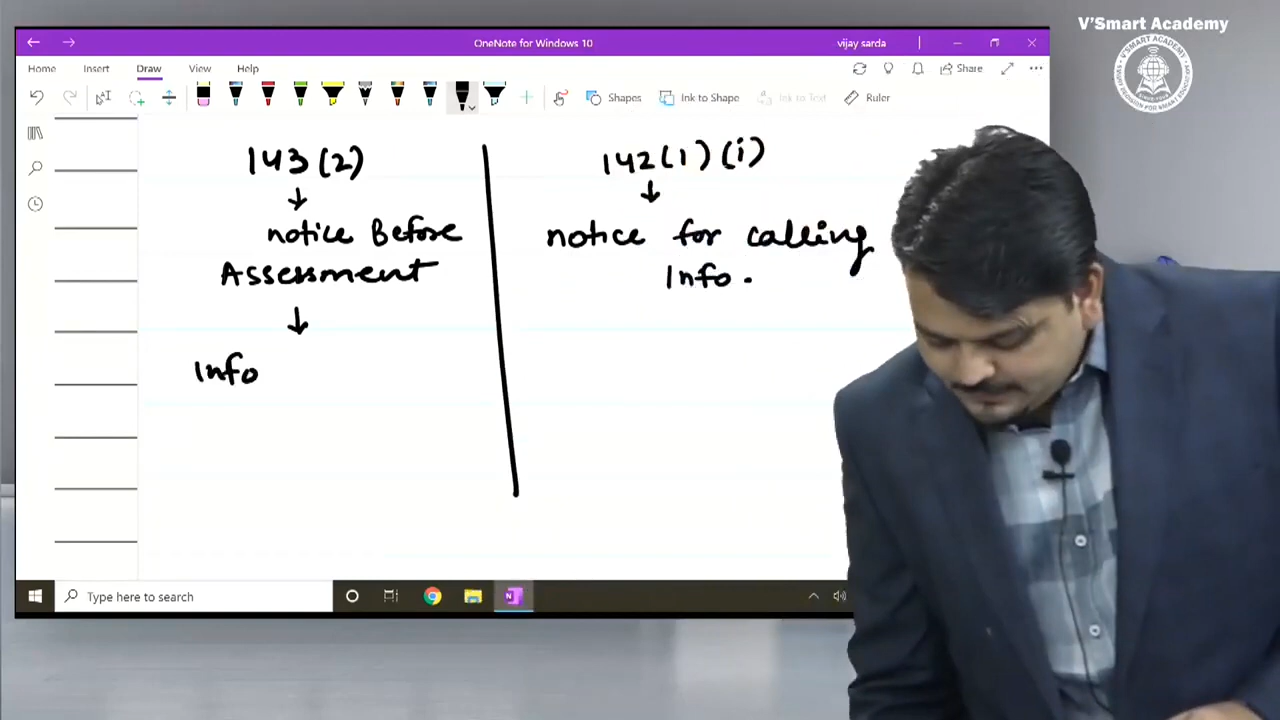 V'Smart Academy
OneNote for Windows 10
vijay sarda
Home Insert Draw View Help
Share
Shapes Ink to Shape Ink to Text Ruler
143(2)
notice Before
Assessment
Info
142(1)(i)
notice for calling
Info.
Type here to search